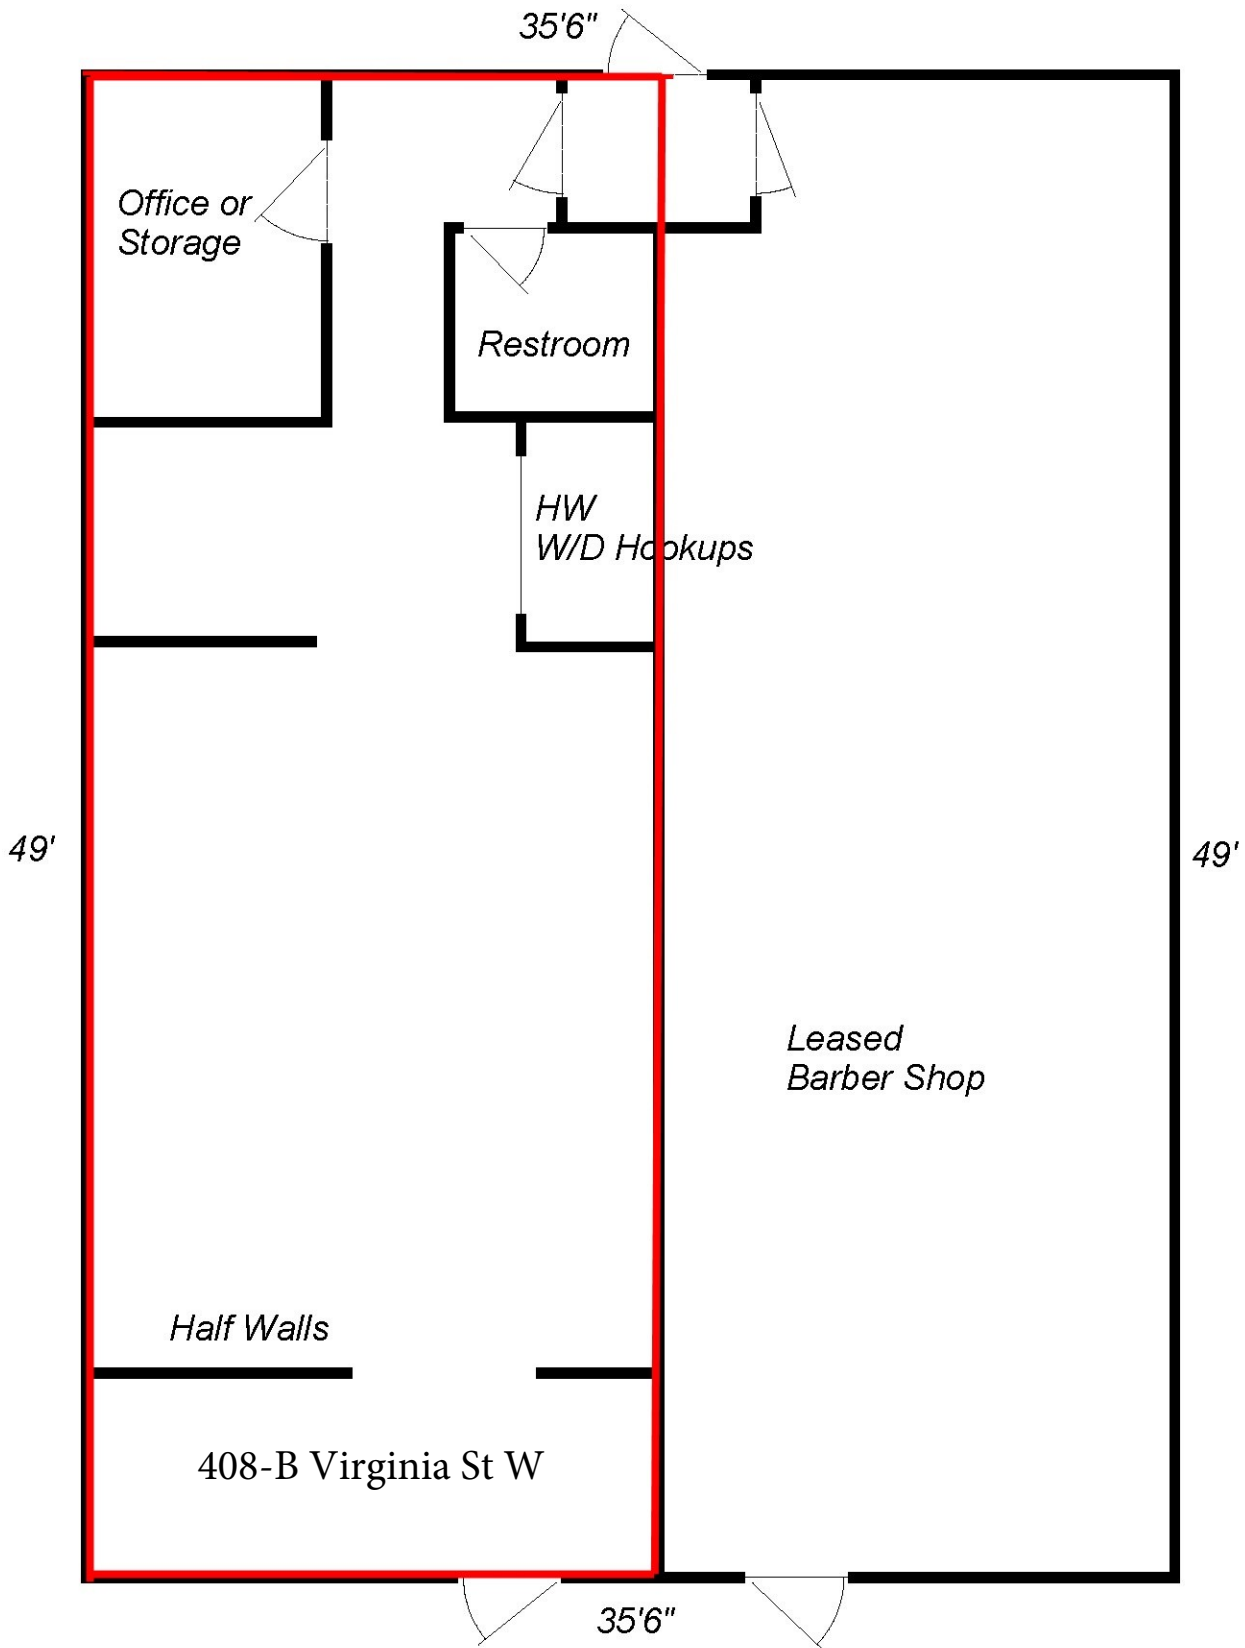 35'6"
Office or
Storage
Restroom
HW
W/D Hookups
49'
49'
Leased
Barber Shop
Half Walls
408-B Virginia St W
35'6"